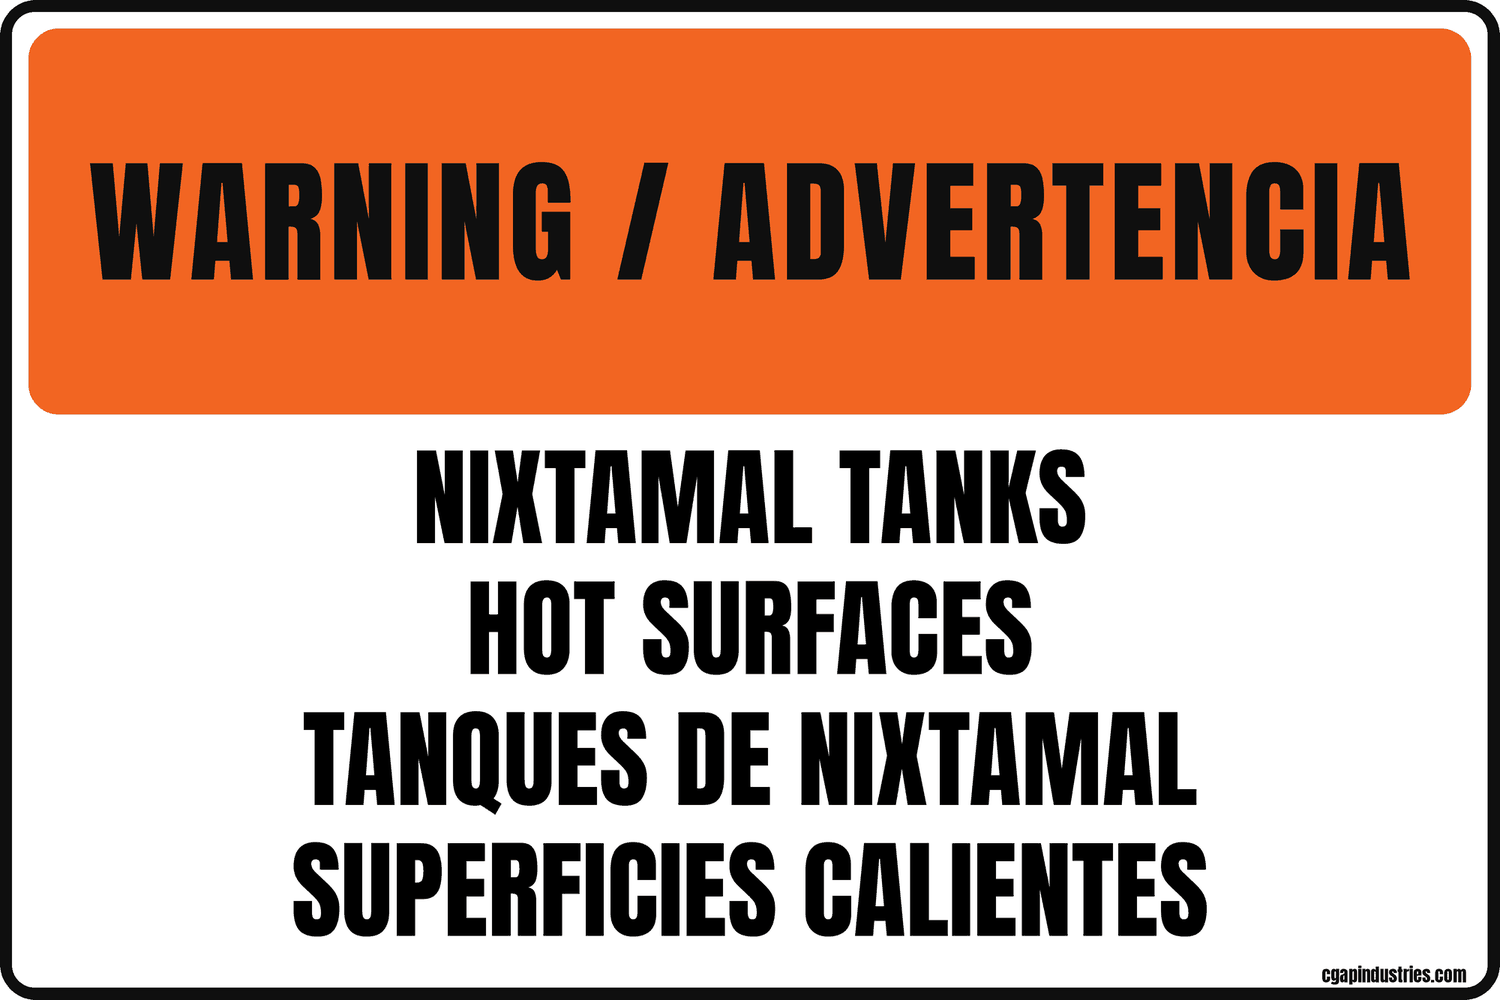 WARNING / ADVERTENCIA
NIXTAMAL TANKS
HOT SURFACES
TANQUES DE NIXTAMAL
SUPERFICIES CALIENTES
cgapindustries.com